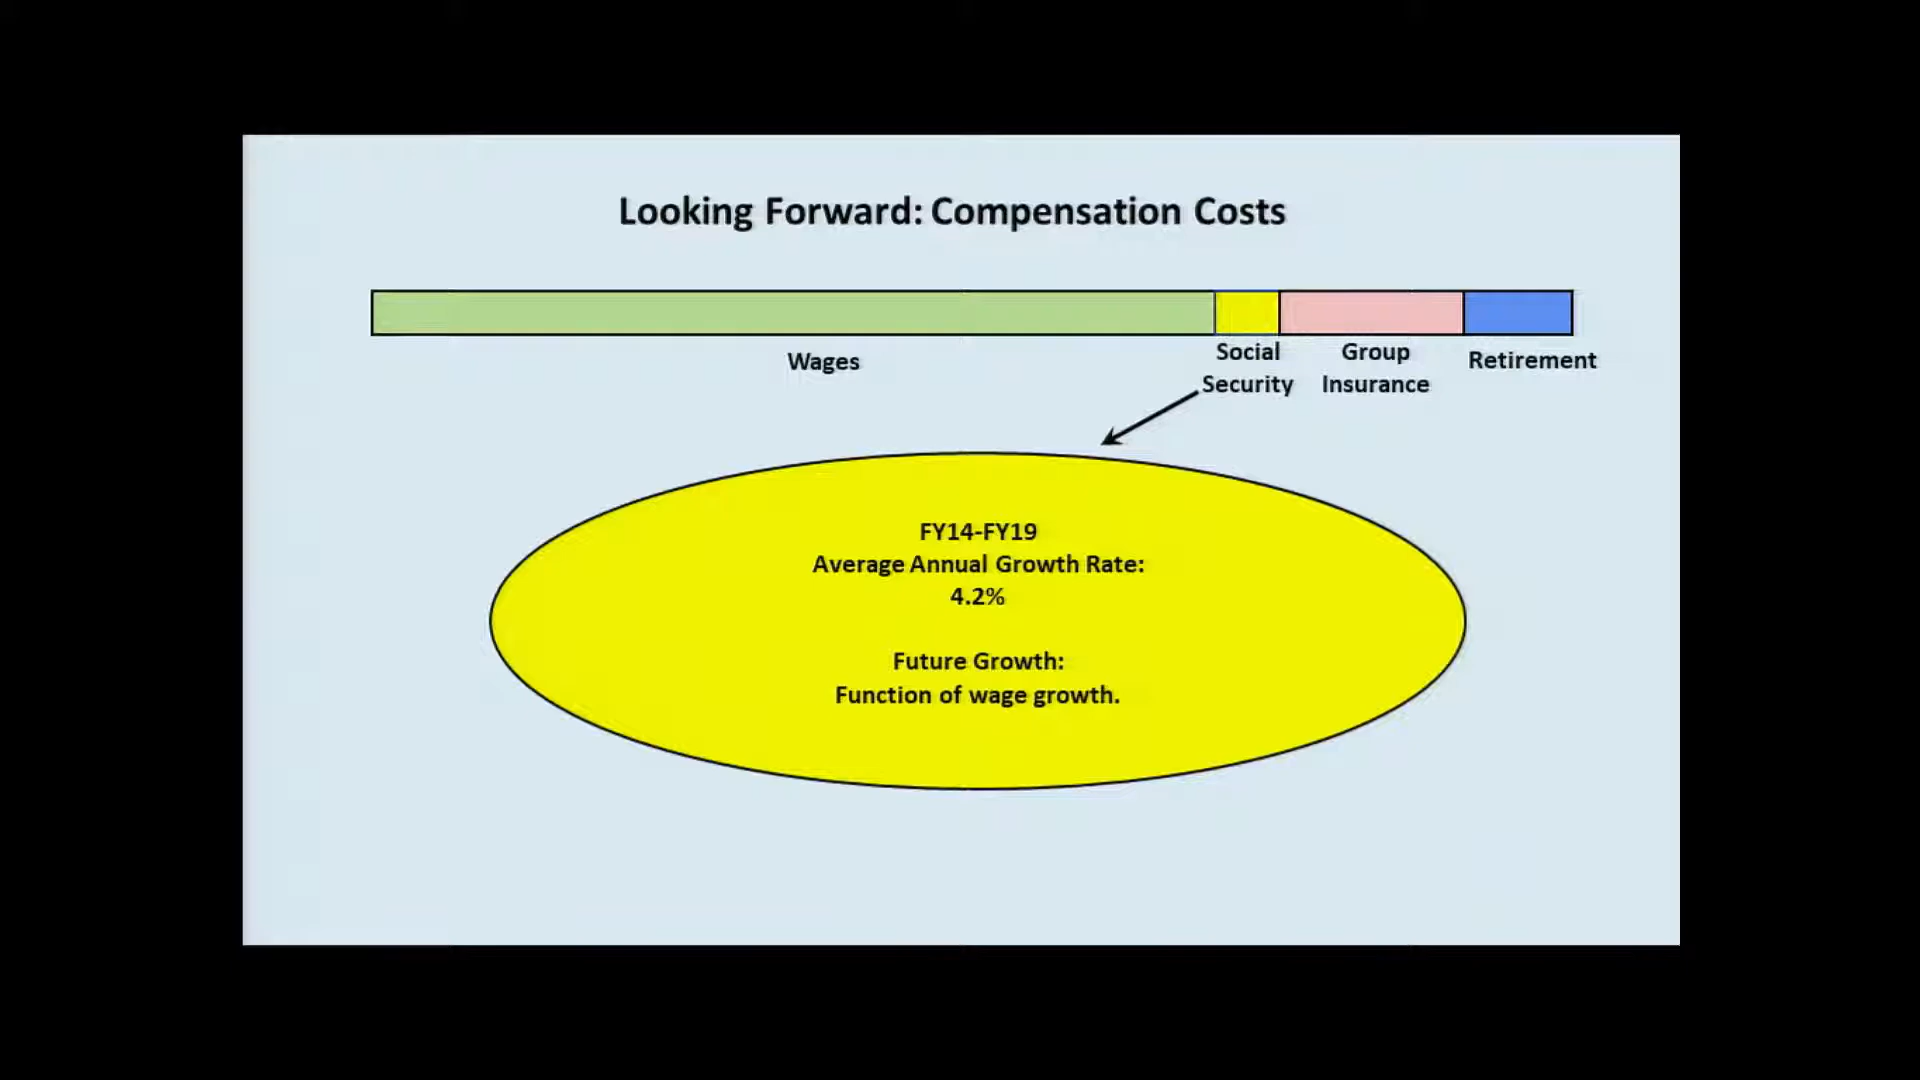 Looking Forward: Compensation Costs
Wages
Social
Security
Group
Insurance
Retirement
FY14-FY19
Average Annual Growth Rate:
4.2%
Future Growth:
Function of wage growth.